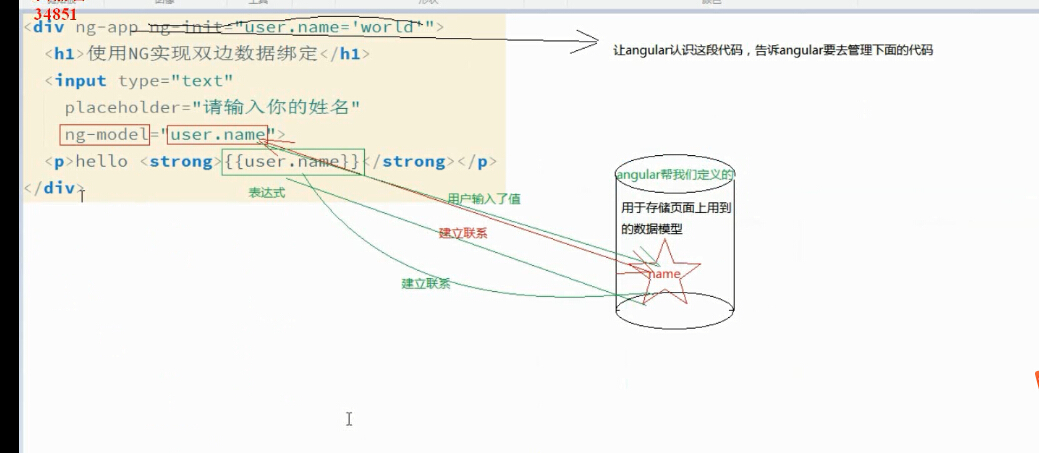 34851
<div ng-app ng-init="user.name='world'">
<h1>使用NG实现双边数据绑定</h1>
<input type="text"
placeholder="请输入你的姓名"
ng-model="user.name">
<p>hello <strong>{{user.name}}</strong></p>
</div>
让angular认识这段代码，告诉angular要去管理下面的代码
表达式
用户输入了值
建立联系
建立联系
angular帮我们定义的
用于存储页面上用到
的数据模型
name